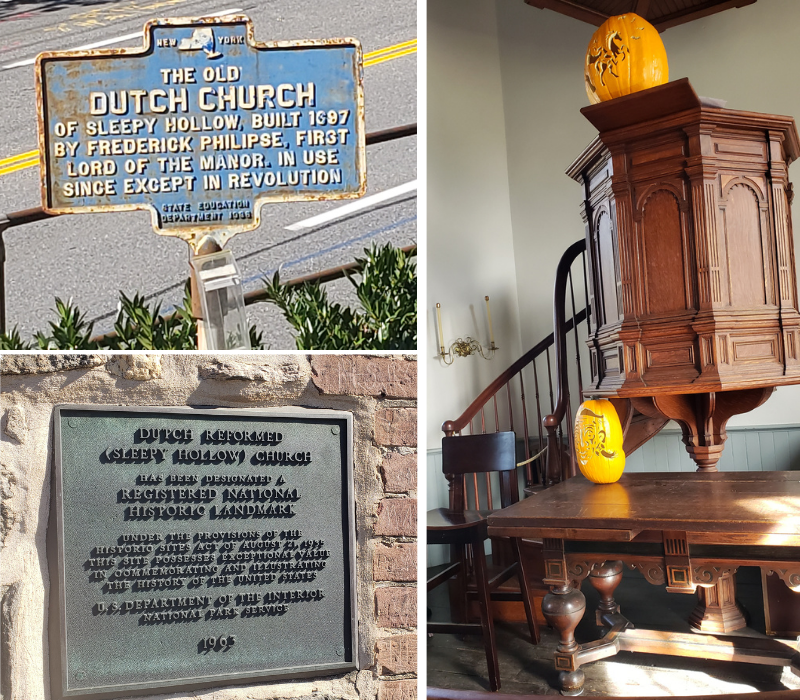 NEW YORK
THE OLD
DUTCH CHURCH
OF SLEEPY HOLLOW, BUILT 1697
BY FREDERICK PHILIPSE, FIRST
LORD OF THE MANOR. IN USE
SINCE EXCEPT IN REVOLUTION
STATE EDUCATION
DEPARTMENT
DUTCH REFORMED
(SLEEPY HOLLOW) CHURCH
HAS BEEN DESIGNATED A
REGISTERED NATIONAL
HISTORIC LANDMARK
UNDER THE PROVISIONS OF THE
HISTORIC SITES ACT OF AUGUST 21, 1935
THIS SITE POSSESSES EXCEPTIONAL VALUE
IN COMMEMORATING AND ILLUSTRATING
THE HISTORY OF THE UNITED STATES
U.S. DEPARTMENT OF THE INTERIOR
NATIONAL PARK SERVICE
1963